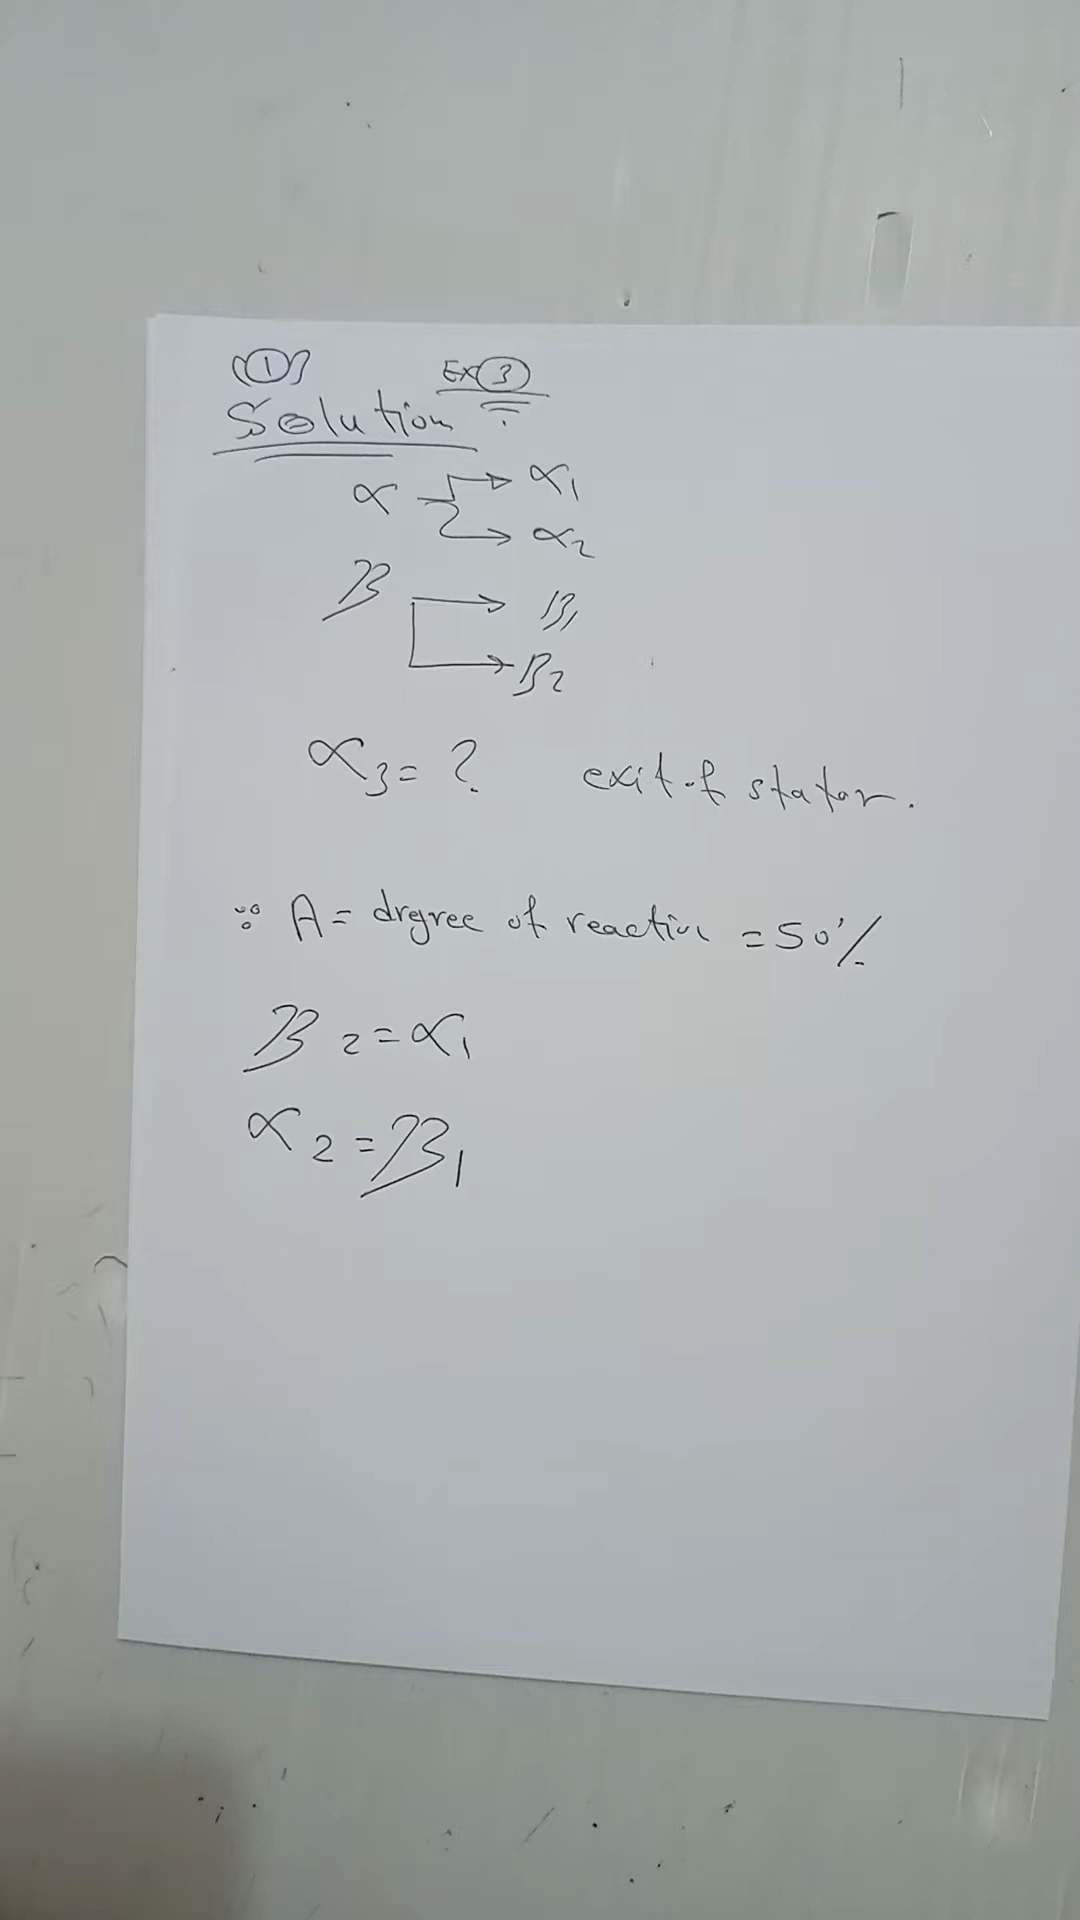 (1) Ex (3)
Solution
α → α1
→ α2
β → β1
→ β2
α3 = ? exit of stator.
∵ Λ = drgree of reaction = 50%
β2 = α1
α2 = β1